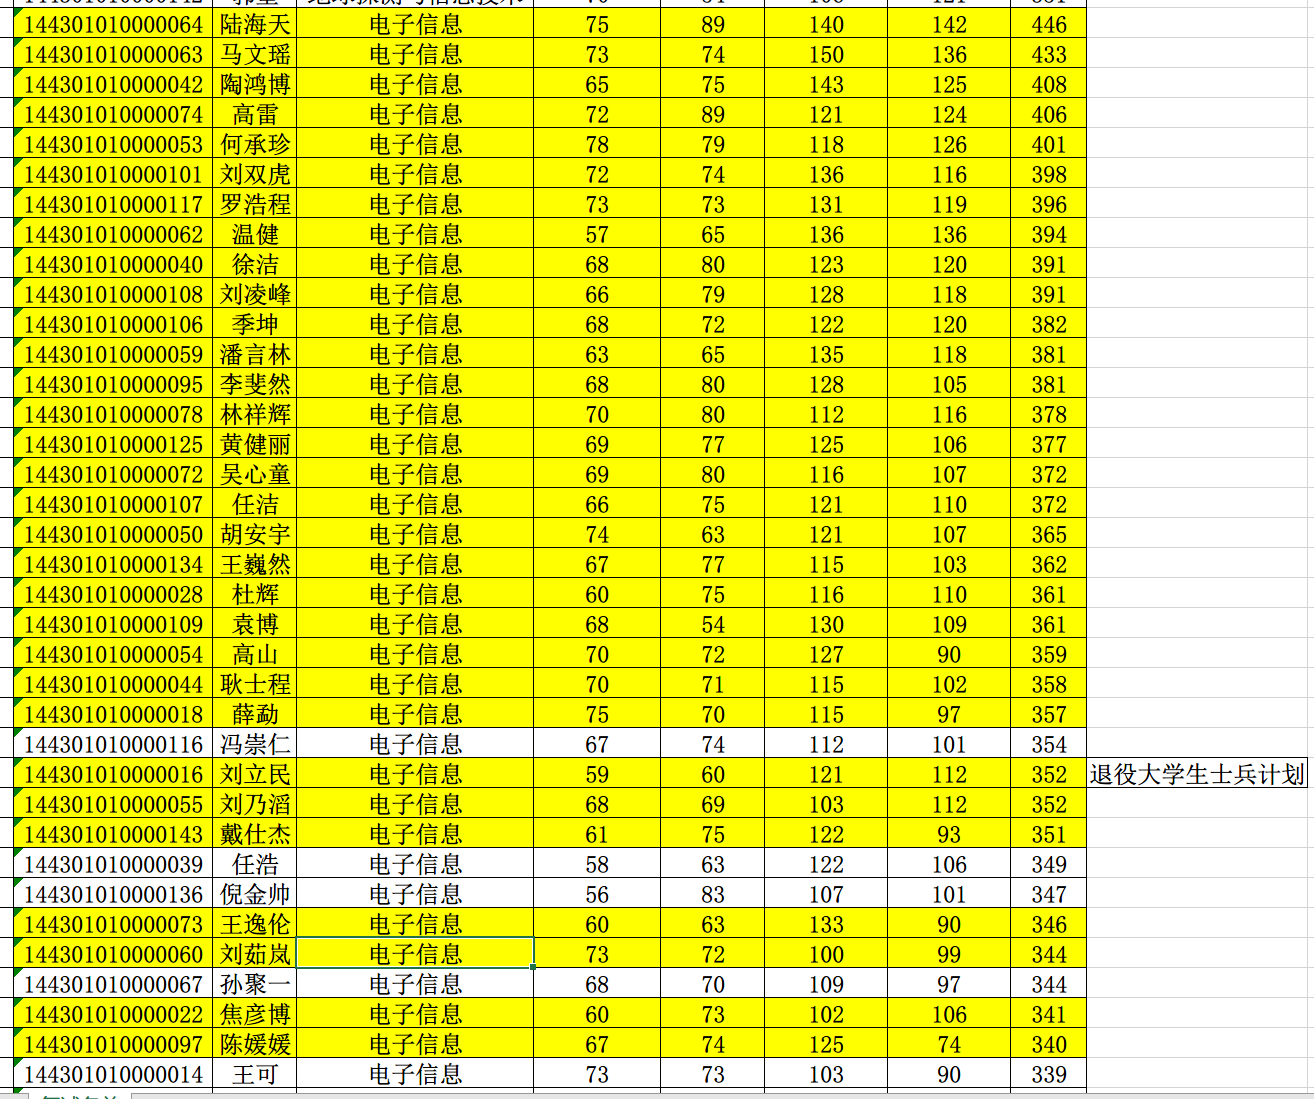 144301010000064 陆海天 电子信息 75 89 140 142 446
144301010000063 马文瑶 电子信息 73 74 150 136 433
144301010000042 陶鸿博 电子信息 65 75 143 125 408
144301010000074 高雷 电子信息 72 89 121 124 406
144301010000053 何承珍 电子信息 78 79 118 126 401
144301010000101 刘双虎 电子信息 72 74 136 116 398
144301010000117 罗浩程 电子信息 73 73 131 119 396
144301010000062 温健 电子信息 57 65 136 136 394
144301010000040 徐洁 电子信息 68 80 123 120 391
144301010000108 刘凌峰 电子信息 66 79 128 118 391
144301010000106 季坤 电子信息 68 72 122 120 382
144301010000059 潘言林 电子信息 63 65 135 118 381
144301010000095 李斐然 电子信息 68 80 128 105 381
144301010000078 林祥辉 电子信息 70 80 112 116 378
144301010000125 黄健丽 电子信息 69 77 125 106 377
144301010000072 吴心童 电子信息 69 80 116 107 372
144301010000107 任洁 电子信息 66 75 121 110 372
144301010000050 胡安宇 电子信息 74 63 121 107 365
144301010000134 王巍然 电子信息 67 77 115 103 362
144301010000028 杜辉 电子信息 60 75 116 110 361
144301010000109 袁博 电子信息 68 54 130 109 361
144301010000054 高山 电子信息 70 72 127 90 359
144301010000044 耿士程 电子信息 70 71 115 102 358
144301010000018 薛勐 电子信息 75 70 115 97 357
144301010000116 冯崇仁 电子信息 67 74 112 101 354
144301010000016 刘立民 电子信息 59 60 121 112 352 退役大学生士兵计划
144301010000055 刘乃滔 电子信息 68 69 103 112 352
144301010000143 戴仕杰 电子信息 61 75 122 93 351
144301010000039 任浩 电子信息 58 63 122 106 349
144301010000136 倪金帅 电子信息 56 83 107 101 347
144301010000073 王逸伦 电子信息 60 63 133 90 346
144301010000060 刘茹岚 电子信息 73 72 100 99 344
144301010000067 孙聚一 电子信息 68 70 109 97 344
144301010000022 焦彦博 电子信息 60 73 102 106 341
144301010000097 陈媛媛 电子信息 67 74 125 74 340
144301010000014 王可 电子信息 73 73 103 90 339